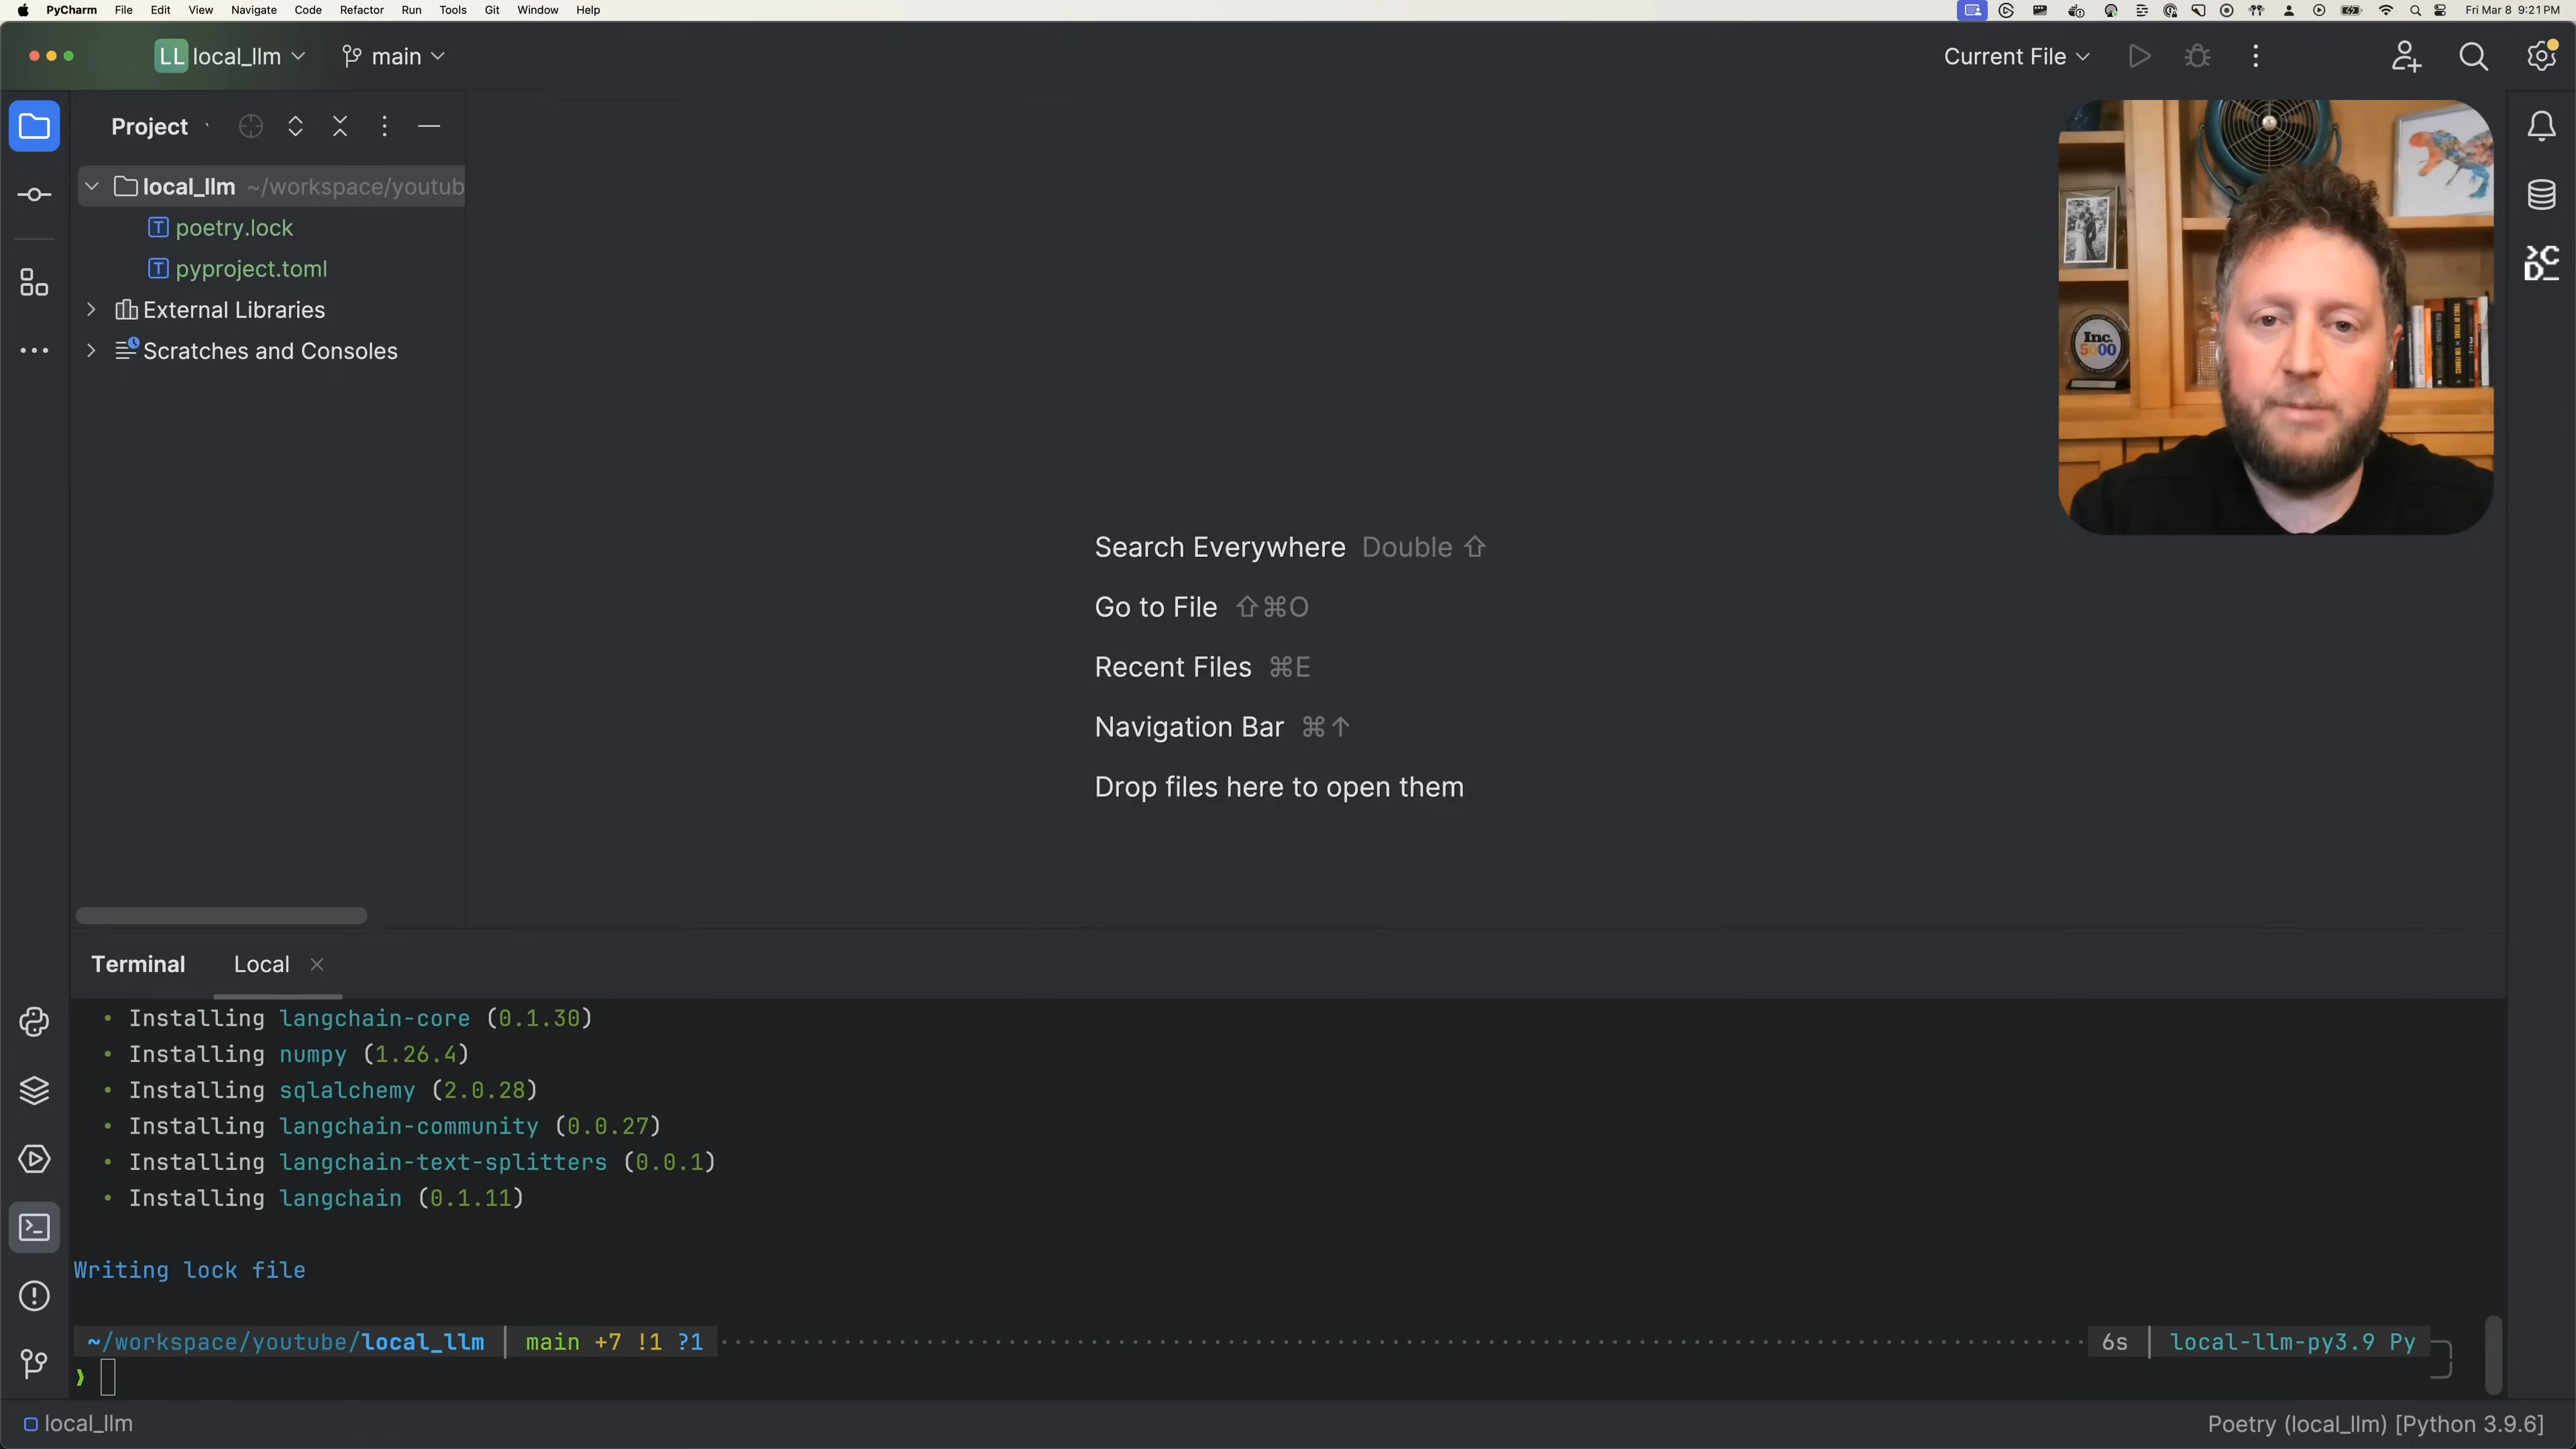 PyCharm File Edit View Navigate Code Refactor Run Tools Git Window Help Fri Mar 8 9:21 PM
LL local_llm main Current File
Project
local_llm ~/workspace/youtub
poetry.lock
pyproject.toml
External Libraries
Scratches and Consoles
Inc.
5000
Search Everywhere Double ⇧
Go to File ⇧⌘O
Recent Files ⌘E
Navigation Bar ⌘↑
Drop files here to open them
Terminal Local
• Installing langchain-core (0.1.30)
• Installing numpy (1.26.4)
• Installing sqlalchemy (2.0.28)
• Installing langchain-community (0.0.27)
• Installing langchain-text-splitters (0.0.1)
• Installing langchain (0.1.11)
Writing lock file
~/workspace/youtube/local_llm | main +7 !1 ?1 6s | local-llm-py3.9 Py
❯
local_llm Poetry (local_llm) [Python 3.9.6]